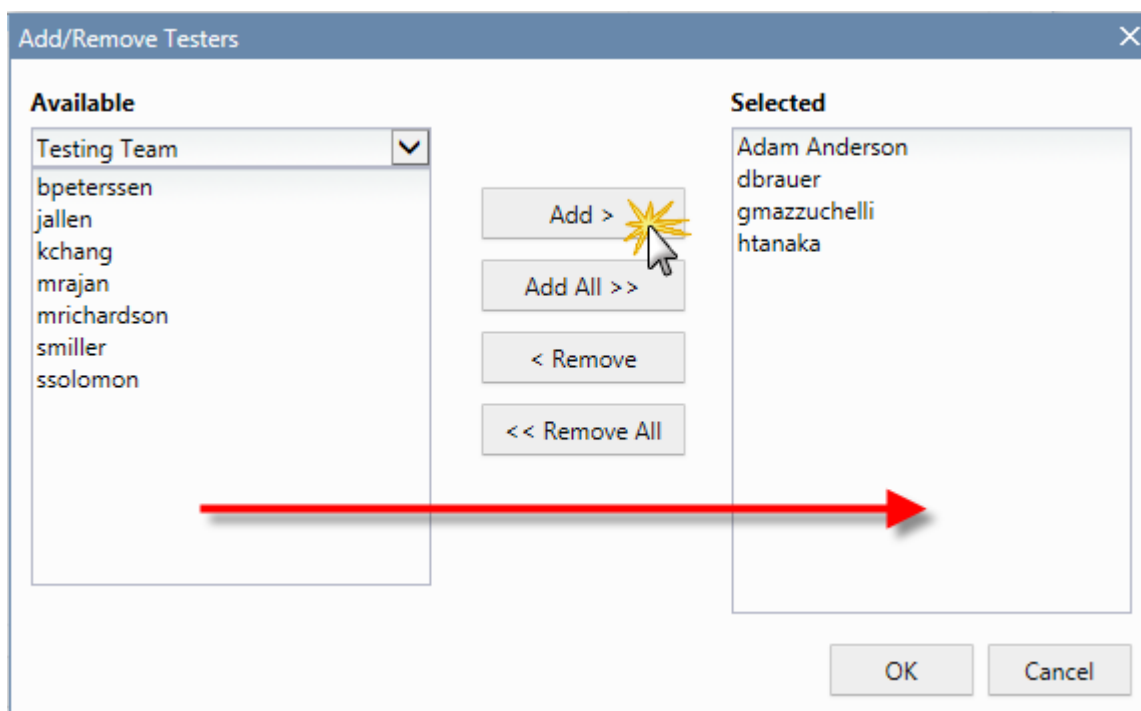 Add/Remove Testers
Available
Testing Team
bpeterssen
jallen
kchang
mrajan
mrichardson
smiller
ssolomon
Add >
Add All >>
< Remove
<< Remove All
Selected
Adam Anderson
dbrauer
gmazzuchelli
htanaka
OK
Cancel